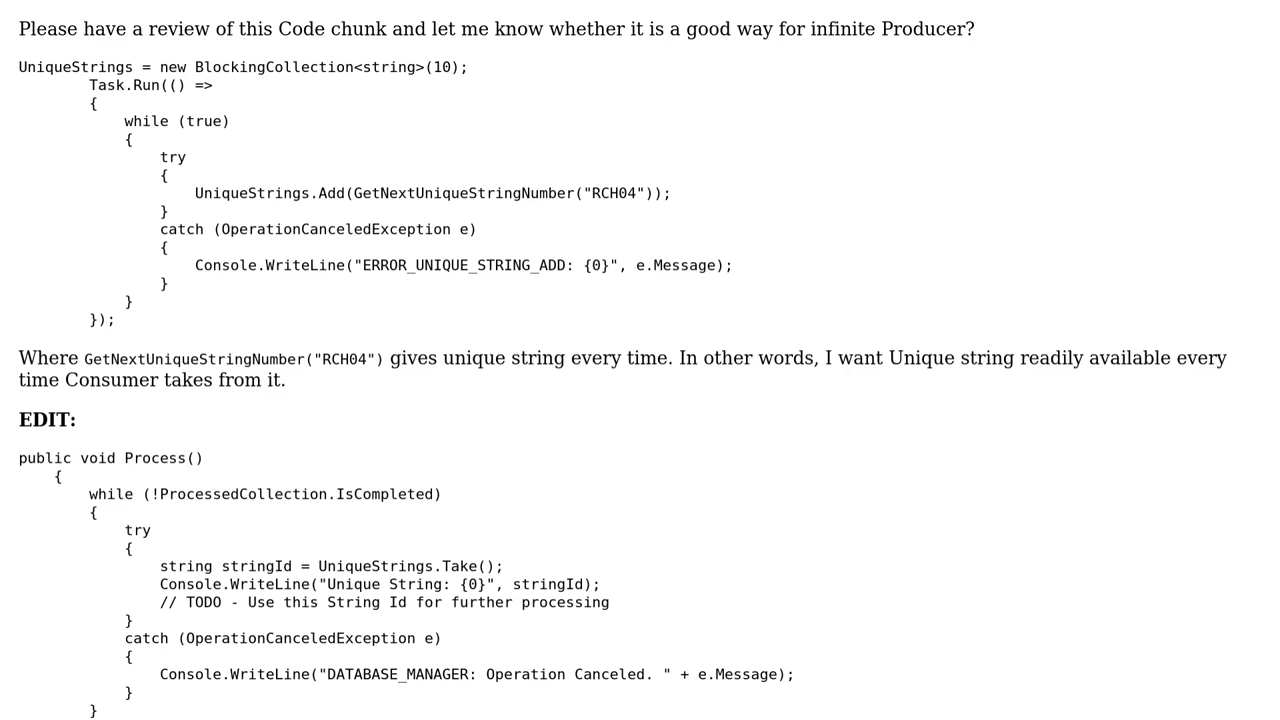 Please have a review of this Code chunk and let me know whether it is a good way for infinite Producer?
UniqueStrings = new BlockingCollection<string>(10);
        Task.Run(() =>
        {
            while (true)
            {
                try
                {
                    UniqueStrings.Add(GetNextUniqueStringNumber("RCH04"));
                }
                catch (OperationCanceledException e)
                {
                    Console.WriteLine("ERROR_UNIQUE_STRING_ADD: {0}", e.Message);
                }
            }
        });
Where GetNextUniqueStringNumber("RCH04") gives unique string every time. In other words, I want Unique string readily available every
time Consumer takes from it.
EDIT:
public void Process()
    {
        while (!ProcessedCollection.IsCompleted)
        {
            try
            {
                string stringId = UniqueStrings.Take();
                Console.WriteLine("Unique String: {0}", stringId);
                // TODO - Use this String Id for further processing
            }
            catch (OperationCanceledException e)
            {
                Console.WriteLine("DATABASE_MANAGER: Operation Canceled. " + e.Message);
            }
        }